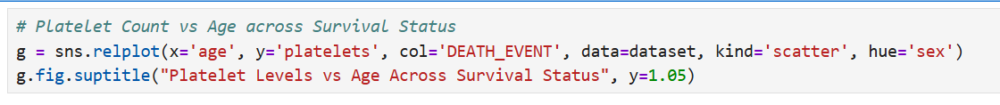 # Platelet Count vs Age across Survival Status
g = sns.relplot(x='age', y='platelets', col='DEATH_EVENT', data=dataset, kind='scatter', hue='sex')
g.fig.suptitle("Platelet Levels vs Age Across Survival Status", y=1.05)